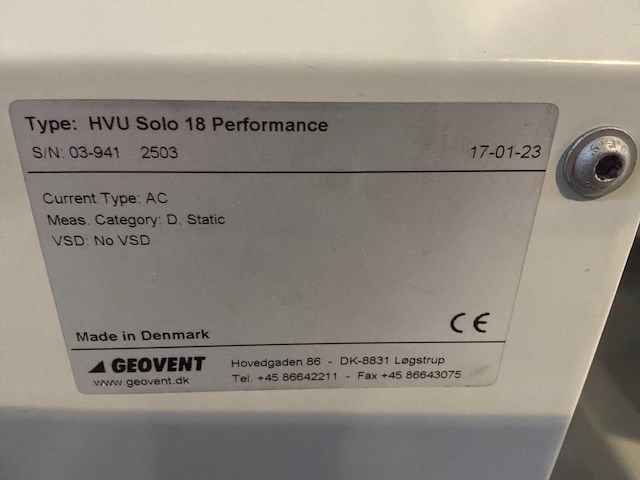 Type: HVU Solo 18 Performance
S/N: 03-941 2503 17-01-23
Current Type: AC
Meas. Category: D, Static
VSD: No VSD
CE
Made in Denmark
GEOVENT
www.geovent.dk
Hovedgaden 86 - DK-8831 Løgstrup
Tel. +45 86642211 - Fax +45 86643075